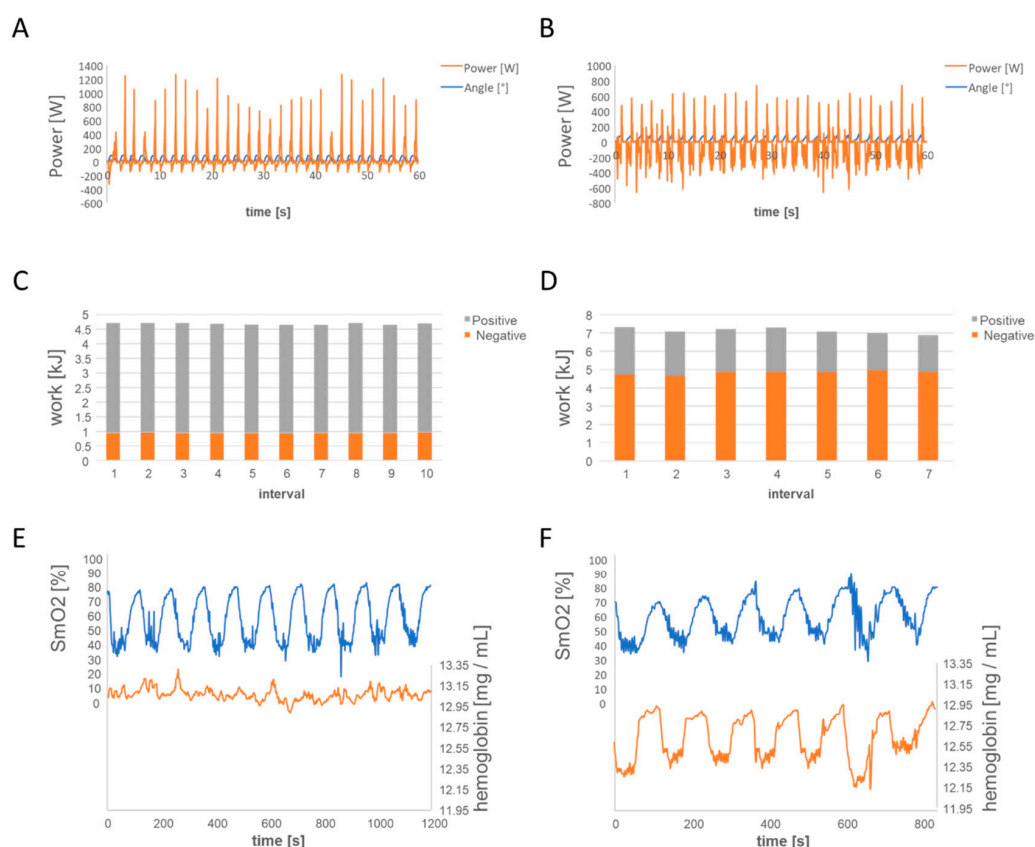 A
Power [W]
1400
1200
1000
800
600
400
200
0
-200
-400
-600
0
10
20
30
40
50
60
time [s]
Power [W]
Angle [°]
B
Power [W]
1000
800
600
400
200
0
-200
-400
-600
800
0
10
20
30
40
50
60
time [s]
Power [W]
Angle [°]
C
work [kJ]
5
4.5
4
3.5
3
2.5
2
1.5
1
0.5
0
1 2 3 4 5 6 7 8 9 10
interval
Positive
Negative
D
work [kJ]
8
7
6
5
4
3
2
1
0
1 2 3 4 5 6 7
interval
Positive
Negative
E
SmO2 [%]
100
90
80
70
60
50
40
30
20
10
0
13.35
13.15
12.95
12.75
12.55
12.35
12.15
11.95
hemoglobin [mg / mL]
0 200 400 600 800 1000 1200
time [s]
F
SmO2 [%]
100
90
80
70
60
50
40
30
20
10
0
13.35
13.15
12.95
12.75
12.55
12.35
12.15
11.95
hemoglobin [mg / mL]
0 200 400 600 800
time [s]